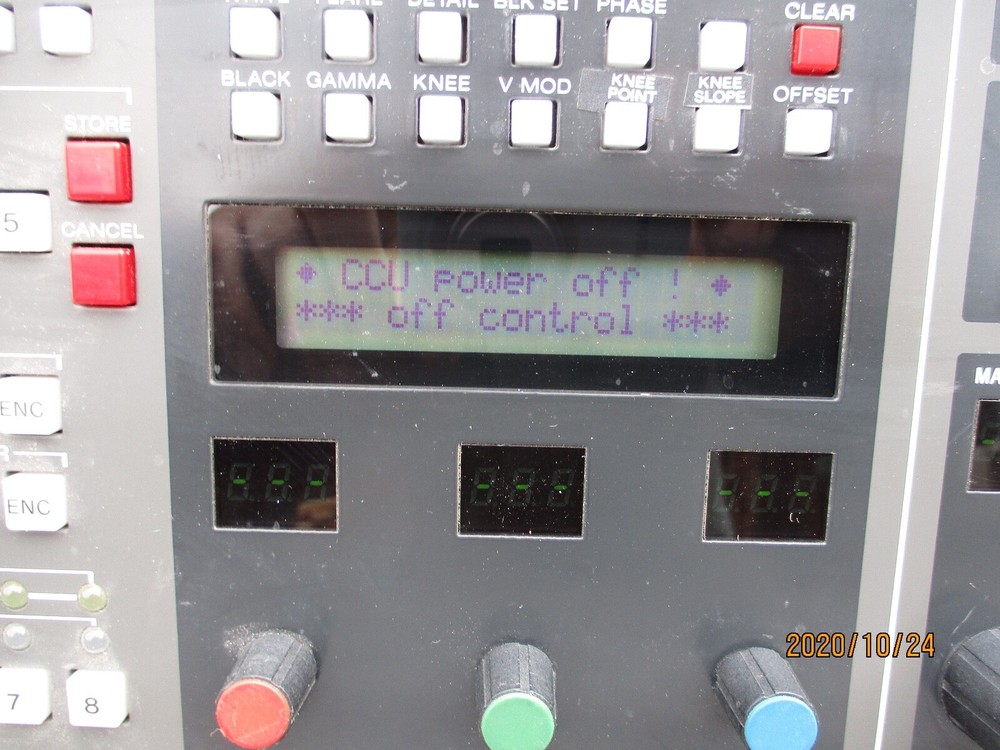 DETAIL BLK SET PHASE
CLEAR
BLACK GAMMA KNEE V MOD KNEE POINT KNEE SLOPE OFFSET
STORE
5
CANCEL
♦ CCU power off ! ♦
*** off control ***
ENC
ENC
7 8
2020/10/24